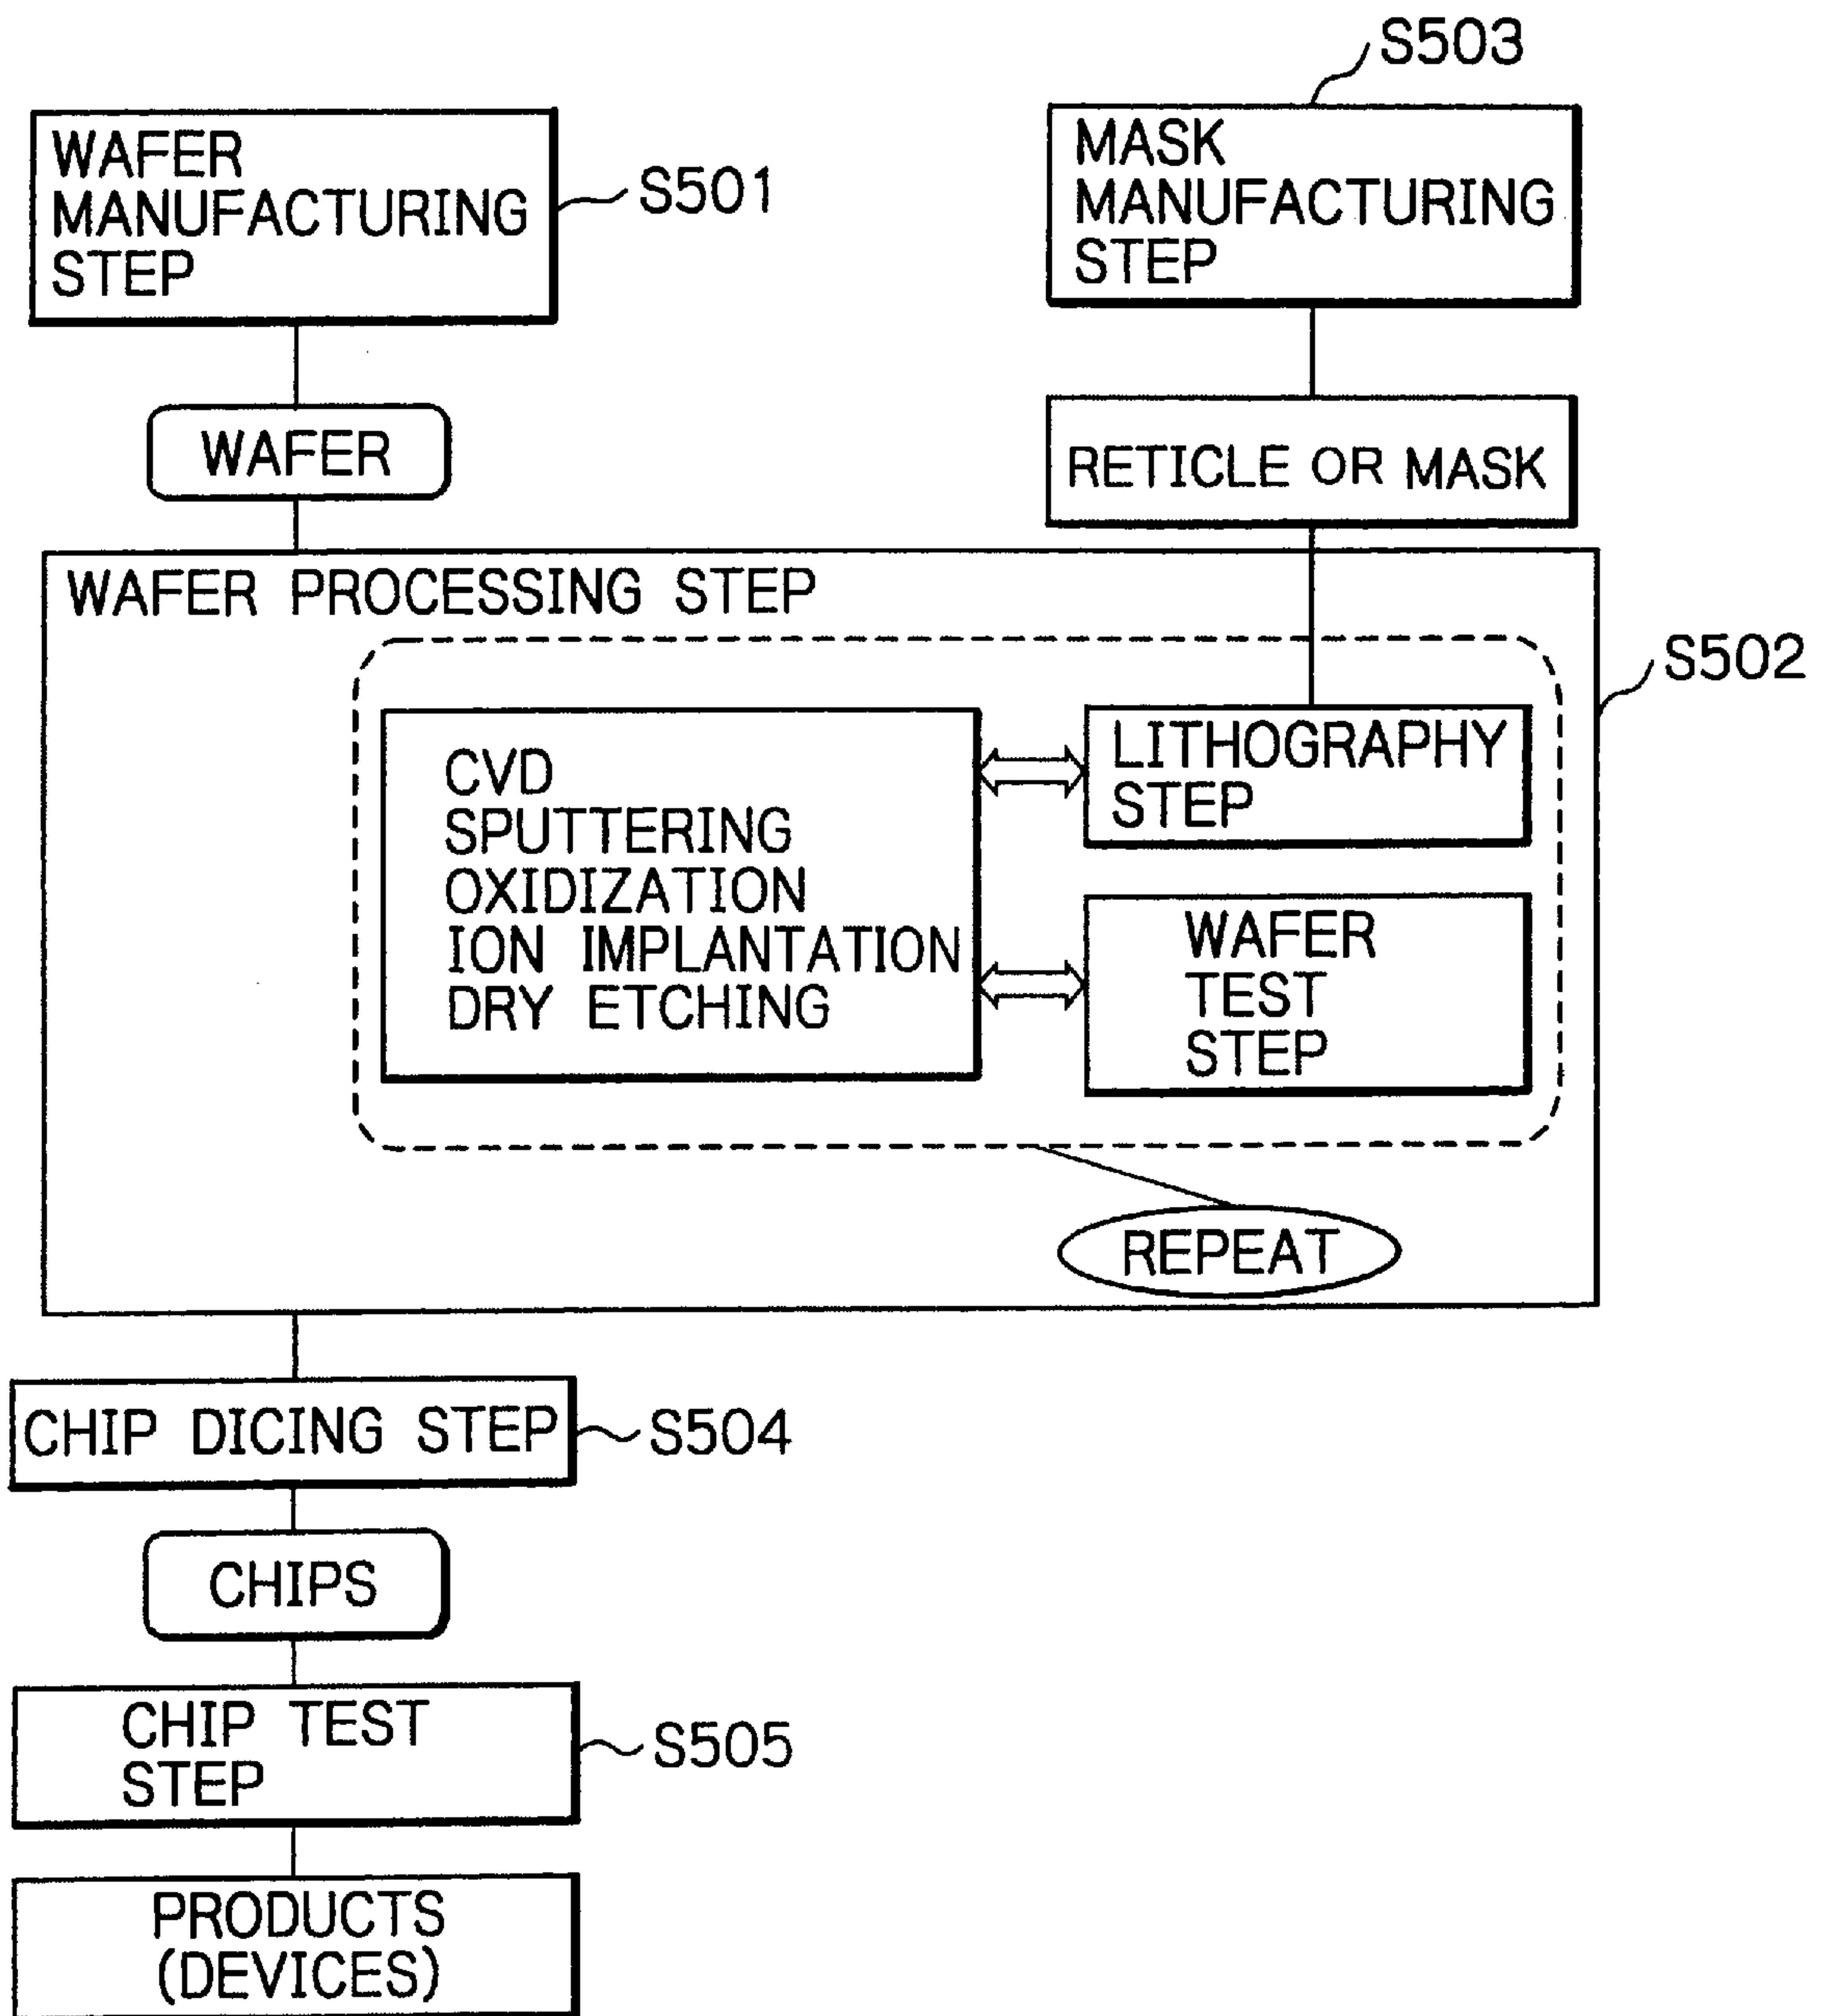 S503
WAFER
MANUFACTURING
STEP
S501
MASK
MANUFACTURING
STEP
WAFER
RETICLE OR MASK
WAFER PROCESSING STEP
S502
CVD
SPUTTERING
OXIDIZATION
ION IMPLANTATION
DRY ETCHING
LITHOGRAPHY
STEP
WAFER
TEST
STEP
REPEAT
CHIP DICING STEP
S504
CHIPS
CHIP TEST
STEP
S505
PRODUCTS
(DEVICES)